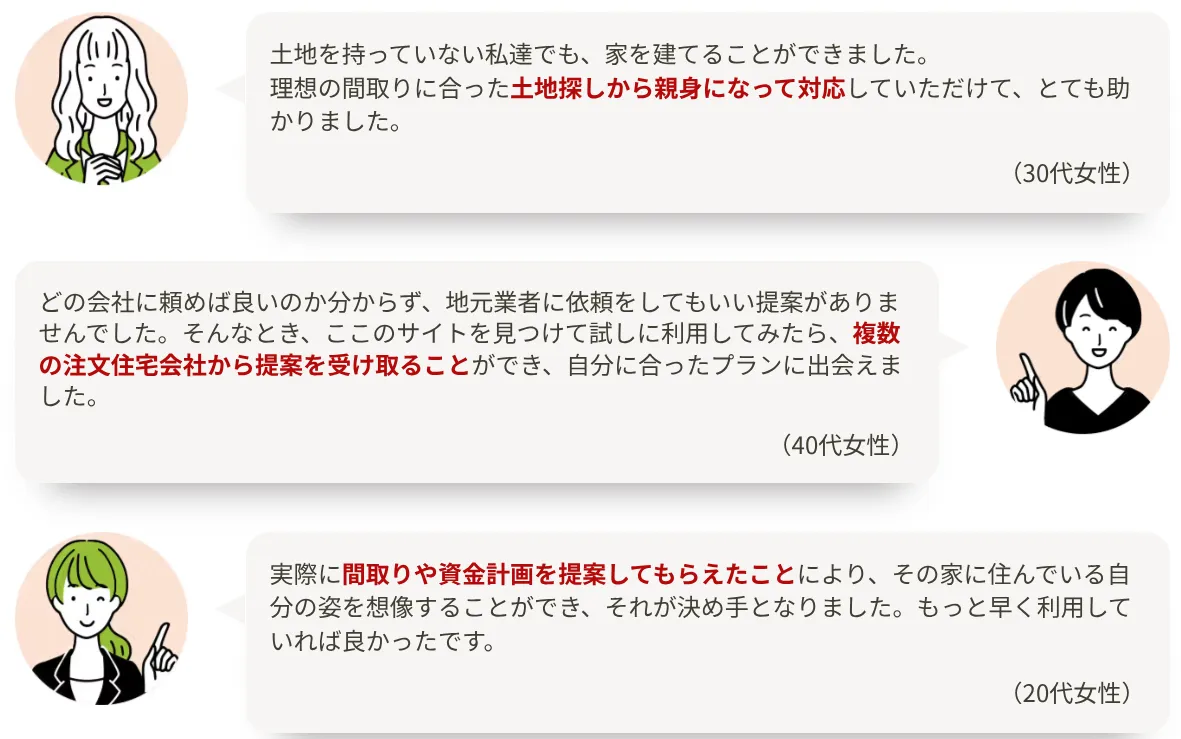 土地を持っていない私達でも、家を建てることができました。
理想の間取りに合った土地探しから親身になって対応していただけて、とても助
かりました。
（30代女性）
どの会社に頼めば良いのか分からず、地元業者に依頼をしてもいい提案がありま
せんでした。そんなとき、ここのサイトを見つけて試しに利用してみたら、複数
の注文住宅会社から提案を受け取ることができ、自分に合ったプランに出会えま
した。
（40代女性）
実際に間取りや資金計画を提案してもらえたことにより、その家に住んでいる自
分の姿を想像することができ、それが決め手となりました。もっと早く利用して
いれば良かったです。
（20代女性）